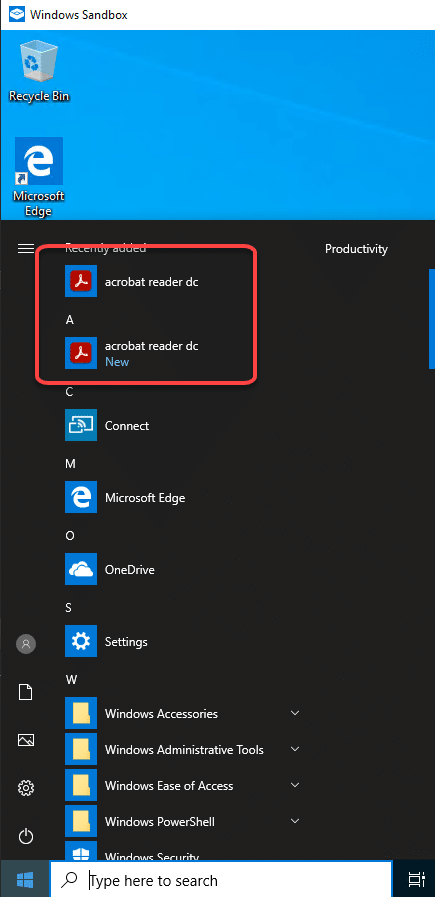 Windows Sandbox
Recycle Bin
Microsoft
Edge
Recently added
Productivity
acrobat reader dc
A
acrobat reader dc
New
C
Connect
M
Microsoft Edge
O
OneDrive
S
Settings
W
Windows Accessories
Windows Administrative Tools
Windows Ease of Access
Windows PowerShell
Windows Security
Type here to search